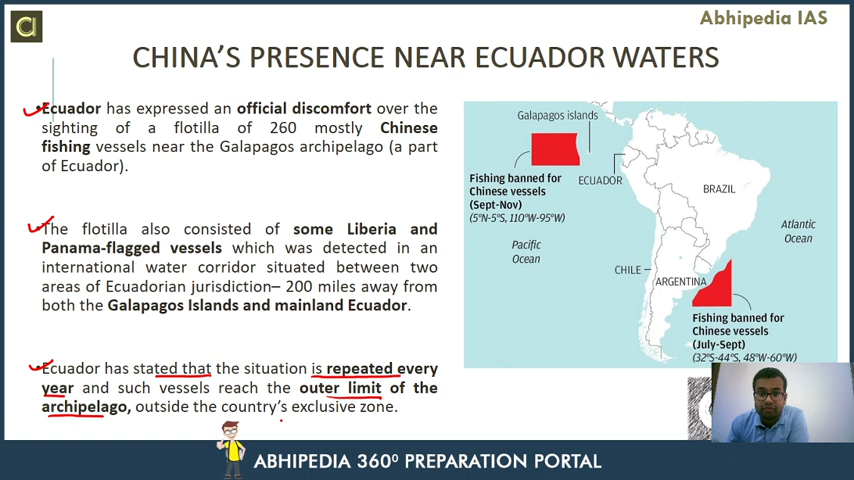 Abhipedia IAS
CHINA'S PRESENCE NEAR ECUADOR WATERS
•Ecuador has expressed an official discomfort over the
sighting of a flotilla of 260 mostly Chinese
fishing vessels near the Galapagos archipelago (a part
of Ecuador).
The flotilla also consisted of some Liberia and
Panama-flagged vessels which was detected in an
international water corridor situated between two
areas of Ecuadorian jurisdiction– 200 miles away from
both the Galapagos Islands and mainland Ecuador.
Ecuador has stated that the situation is repeated every
year and such vessels reach the outer limit of the
archipelago, outside the country's exclusive zone.
Galapagos islands
Fishing banned for
Chinese vessels
(Sept-Nov)
(5°N-5°S, 110°W-95°W)
ECUADOR
BRAZIL
Pacific
Ocean
Atlantic
Ocean
CHILE
ARGENTINA
Fishing banned for
Chinese vessels
(July-Sept)
(32°S-44°S, 48°W-60°W)
ABHIPEDIA 360⁰ PREPARATION PORTAL